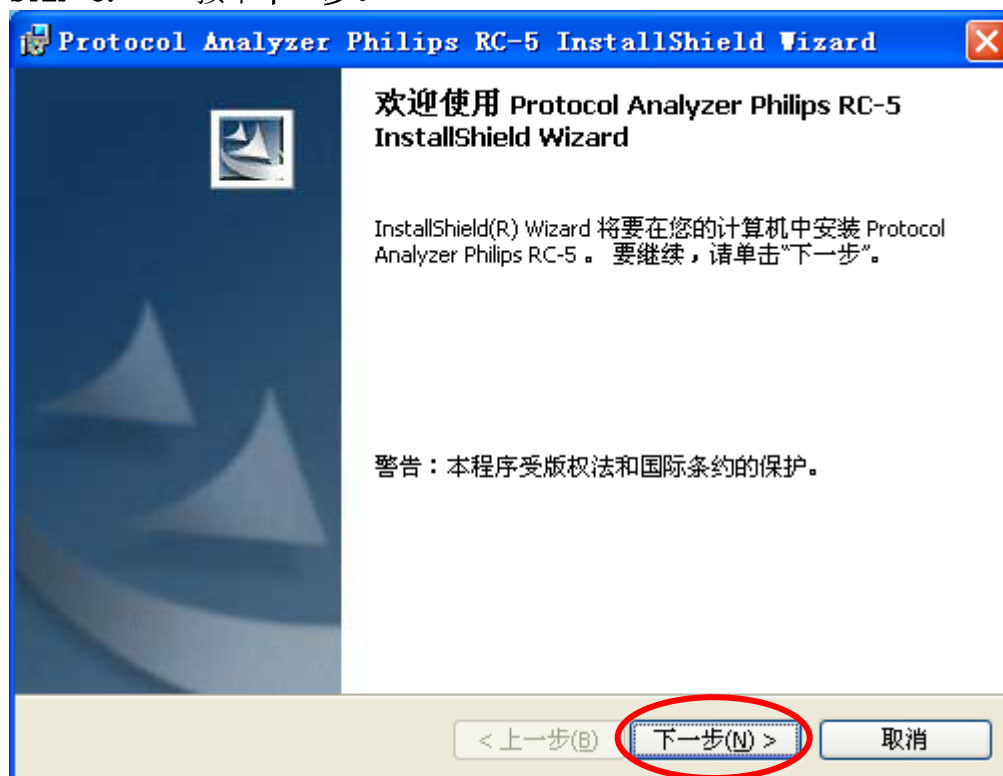 Protocol Analyzer Philips RC-5 InstallShield Wizard
欢迎使用 Protocol Analyzer Philips RC-5
InstallShield Wizard
InstallShield(R) Wizard 将要在您的计算机中安装 Protocol
Analyzer Philips RC-5 。 要继续，请单击“下一步”。
警告：本程序受版权法和国际条约的保护。
< 上一步(B) 下一步(N) > 取消